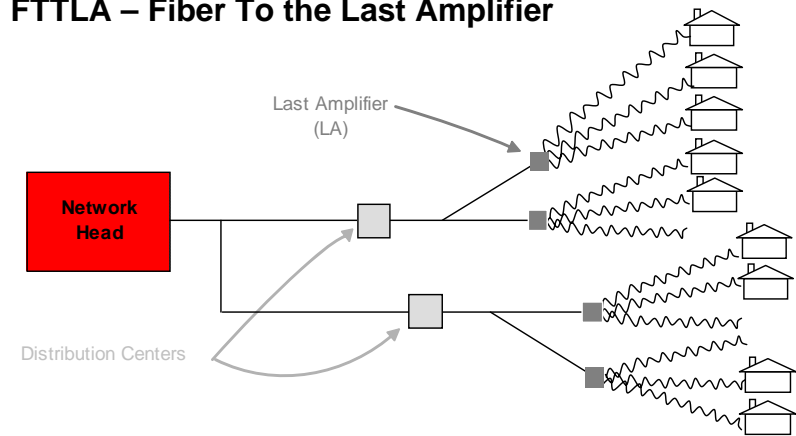 FTTLA – Fiber To the Last Amplifier
Last Amplifier
(LA)
Network
Head
Distribution Centers